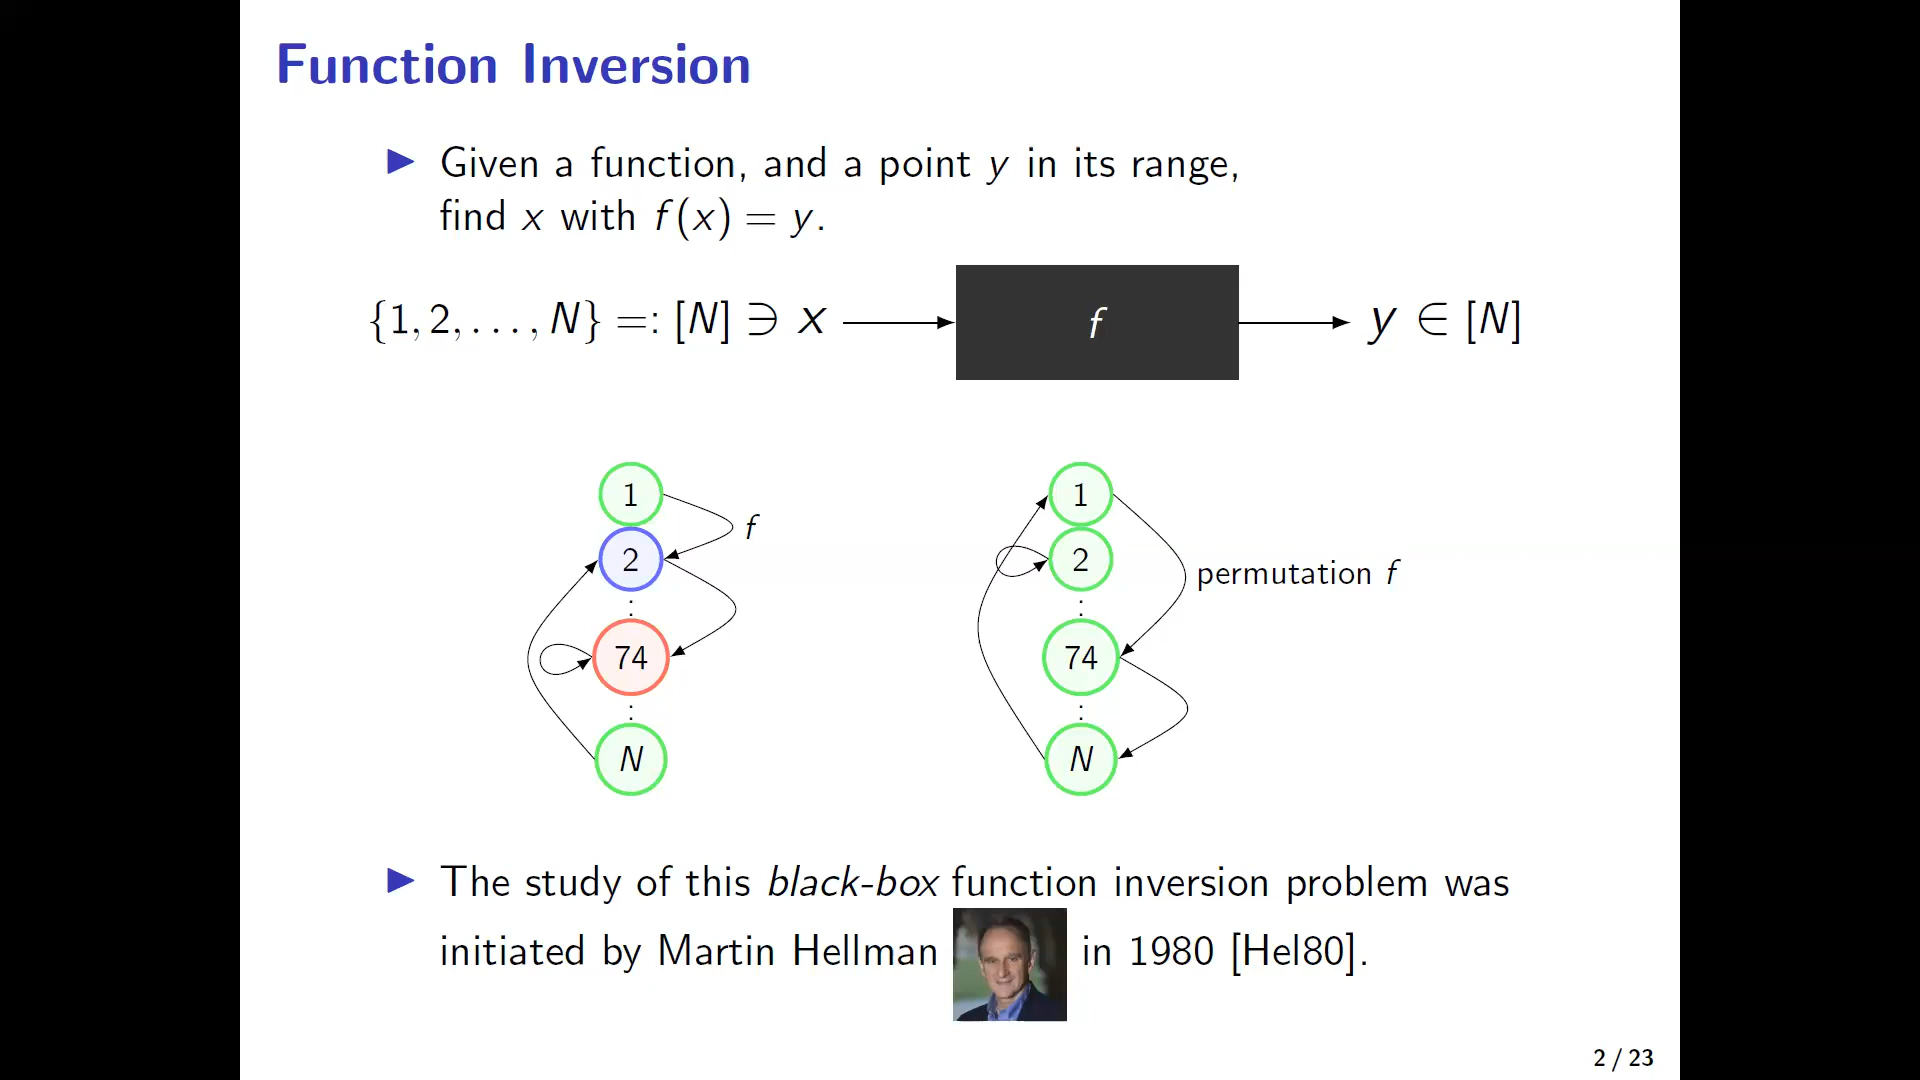 Function Inversion
▶ Given a function, and a point y in its range,
find x with f(x) = y.
{1, 2, . . . , N} =: [N] ∋ x
f
y ∈ [N]
1
f
2
:
74
:
N
1
2
permutation f
:
74
:
N
▶ The study of this black-box function inversion problem was
initiated by Martin Hellman in 1980 [Hel80].
2 / 23